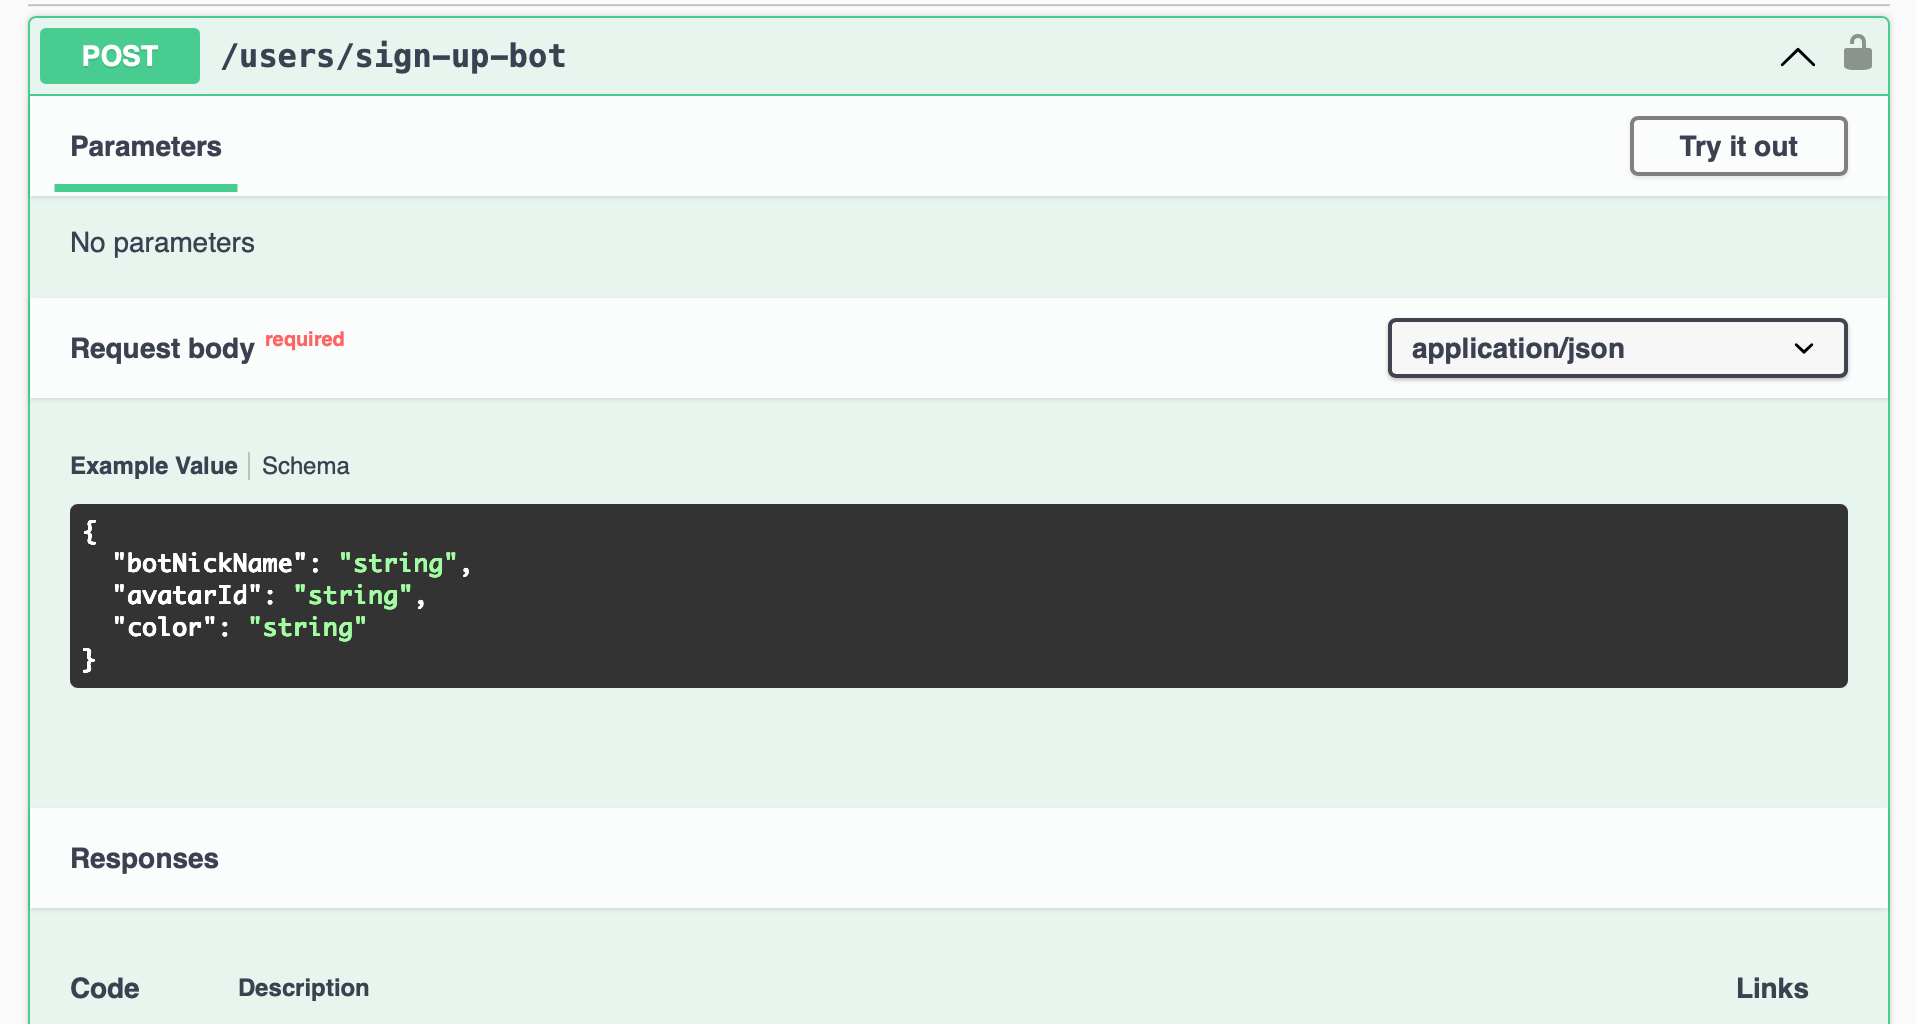 POST /users/sign-up-bot
Parameters
Try it out
No parameters
Request body required
application/json
Example Value Schema
{
  "botNickName": "string",
  "avatarId": "string",
  "color": "string"
}
Responses
Code Description Links